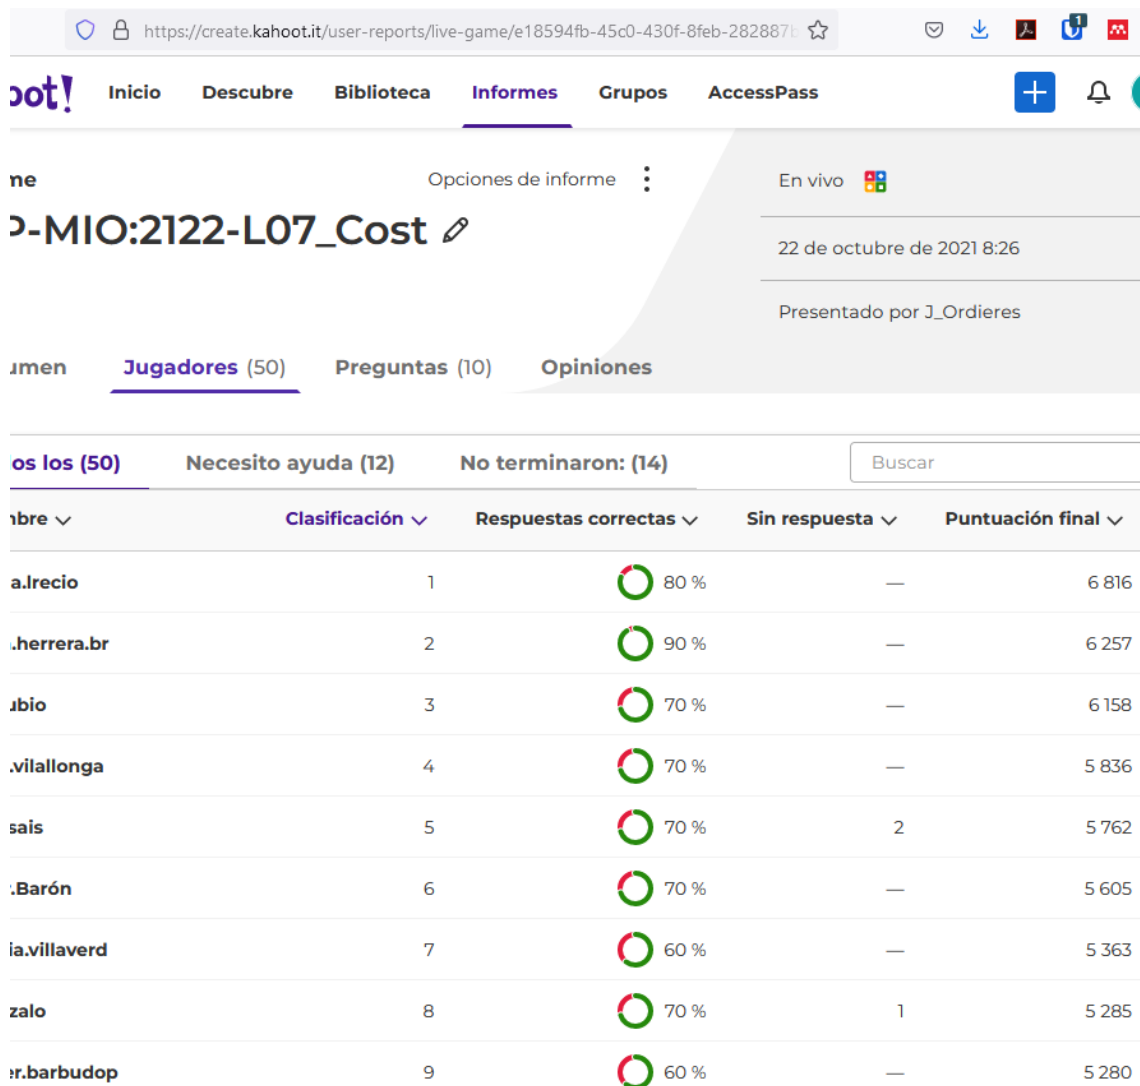 https://create.kahoot.it/user-reports/live-game/e18594fb-45c0-430f-8feb-282887b
1
oot! Inicio Descubre Biblioteca Informes Grupos AccessPass
me
Opciones de informe
En vivo
P-MIO:2122-L07_Cost
22 de octubre de 2021 8:26
Presentado por J_Ordieres
umen Jugadores (50) Preguntas (10) Opiniones
os los (50) Necesito ayuda (12) No terminaron: (14) Buscar
nbre Clasificación Respuestas correctas Sin respuesta Puntuación final
a.lrecio 1 80 % — 6 816
.herrera.br 2 90 % — 6 257
ubio 3 70 % — 6 158
.vilallonga 4 70 % — 5 836
sais 5 70 % 2 5 762
.Barón 6 70 % — 5 605
ia.villaverd 7 60 % — 5 363
zalo 8 70 % 1 5 285
er.barbudop 9 60 % — 5 280